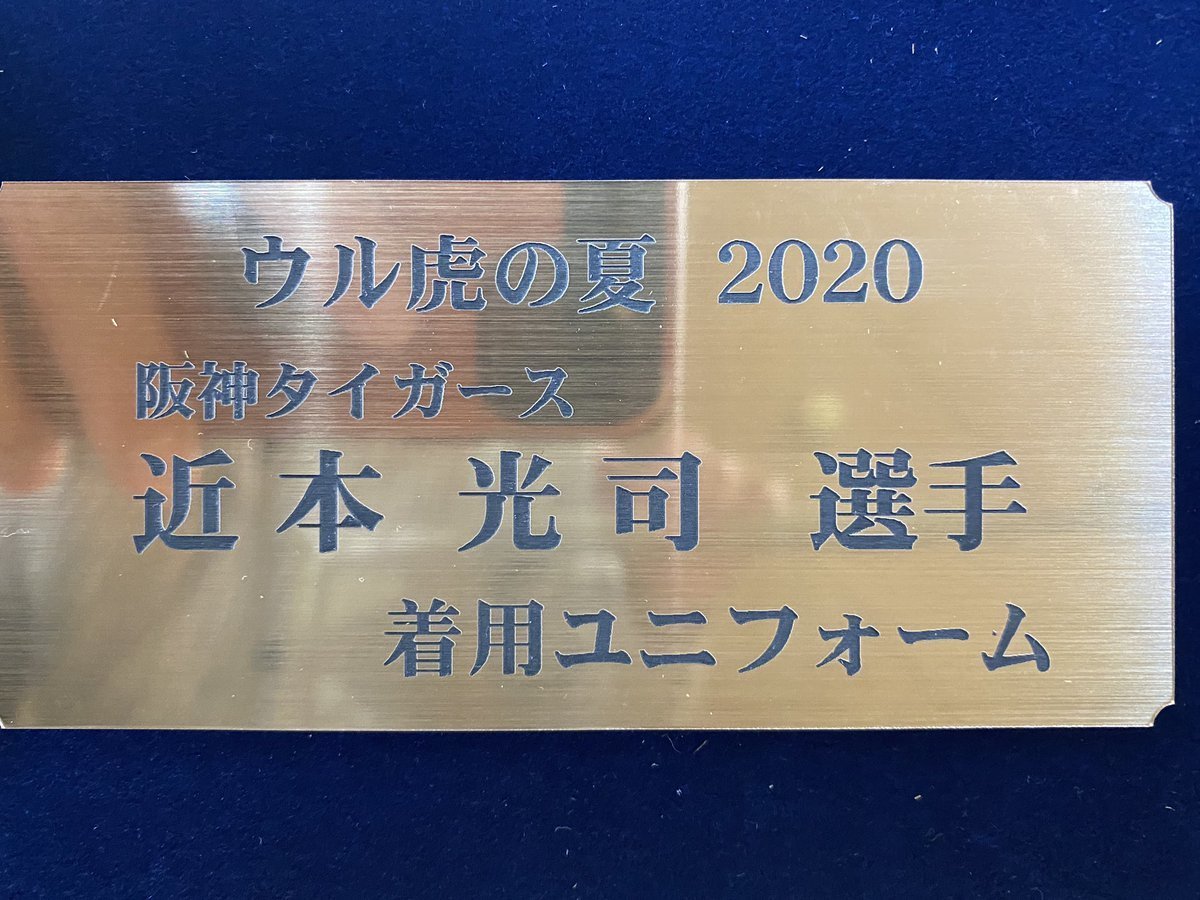 ウル虎の夏 2020
阪神タイガース
近本 光司 選手
着用ユニフォーム